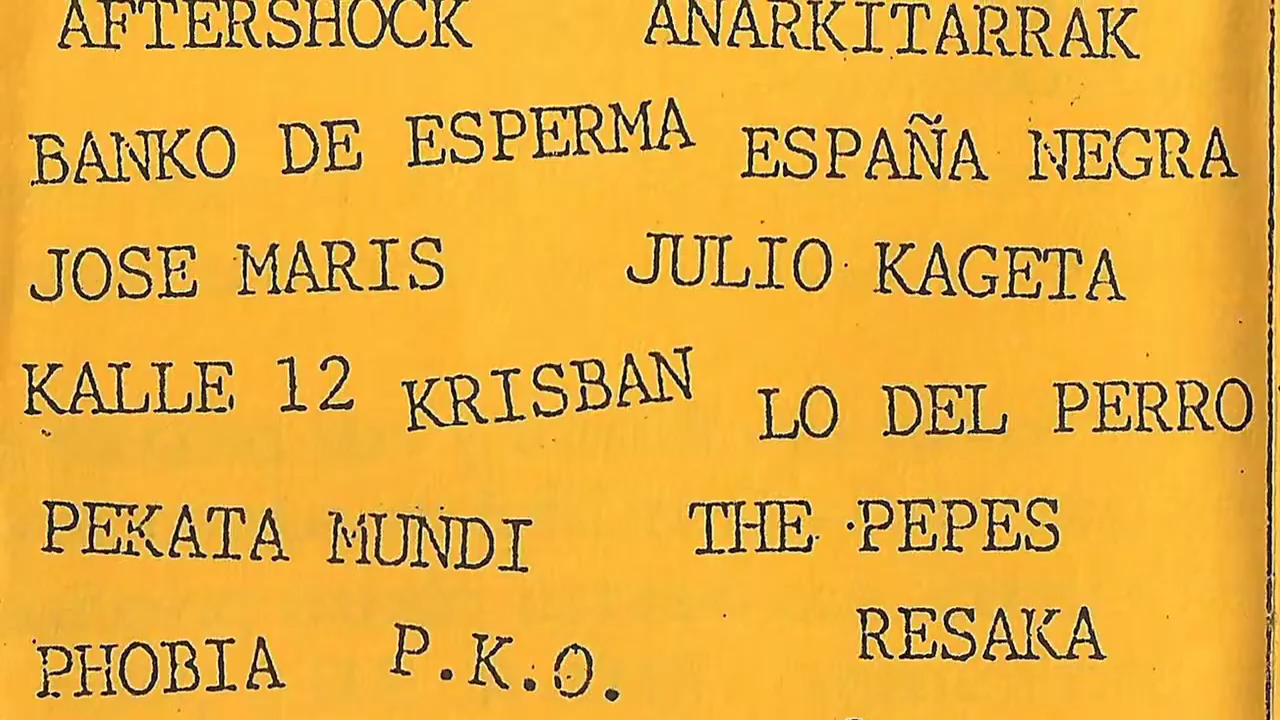 AFTERSHOCK ANARKITARRAK
BANKO DE ESPERMA ESPAÑA NEGRA
JOSE MARIS JULIO KAGETA
KALLE 12 KRISBAN LO DEL PERRO
PEKATA MUNDI THE PEPES
PHOBIA P.K.O. RESAKA